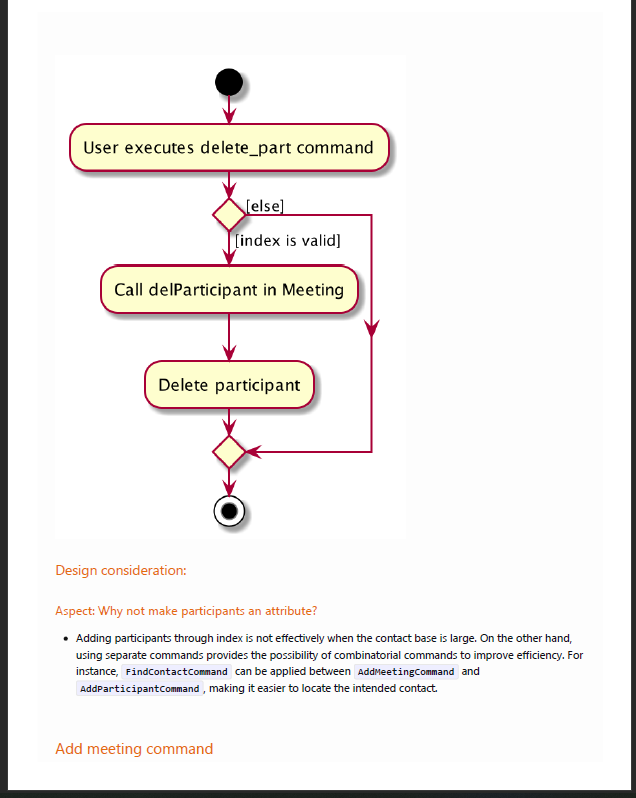 User executes delete_part command
[else]
[index is valid]
Call delParticipant in Meeting
Delete participant
Design consideration:
Aspect: Why not make participants an attribute?
• Adding participants through index is not effectively when the contact base is large. On the other hand,
using separate commands provides the possibility of combinatorial commands to improve efficiency. For
instance, FindContactCommand can be applied between AddMeetingCommand and
AddParticipantCommand , making it easier to locate the intended contact.
Add meeting command